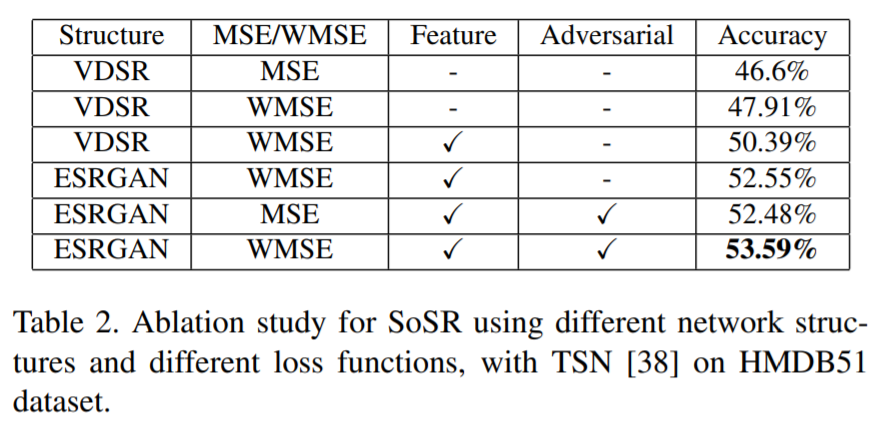 Structure MSE/WMSE Feature Adversarial Accuracy
VDSR MSE - - 46.6%
VDSR WMSE - - 47.91%
VDSR WMSE ✓ - 50.39%
ESRGAN WMSE ✓ - 52.55%
ESRGAN MSE ✓ ✓ 52.48%
ESRGAN WMSE ✓ ✓ 53.59%
Table 2. Ablation study for SoSR using different network struc-
tures and different loss functions, with TSN [38] on HMDB51
dataset.